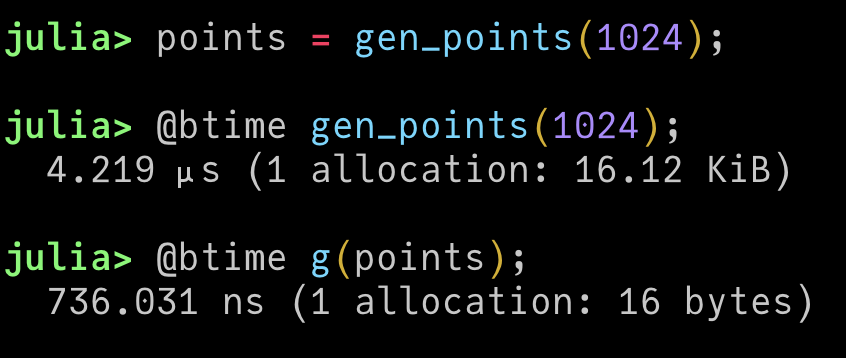 julia> points = gen_points(1024);
julia> @btime gen_points(1024);
4.219 μs (1 allocation: 16.12 KiB)
julia> @btime g(points);
736.031 ns (1 allocation: 16 bytes)